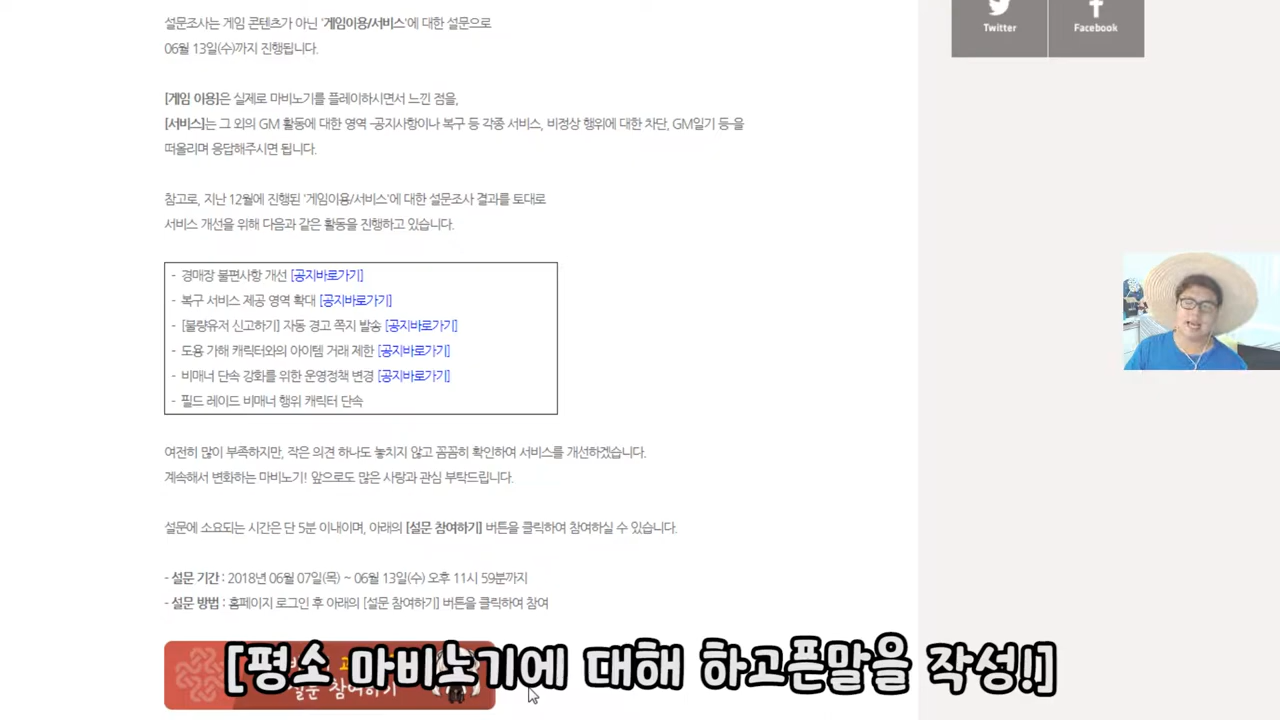 설문조사는 게임 콘텐츠가 아닌 '게임이용/서비스'에 대한 설문으로
06월 13일(수)까지 진행됩니다.
Twitter
Facebook
[게임 이용]은 실제로 마비노기를 플레이하시면서 느낀 점을,
[서비스]는 그 외의 GM 활동에 대한 영역 -공지사항이나 복구 등 각종 서비스, 비정상 행위에 대한 차단, GM일기 등-을
떠올리며 응답해주시면 됩니다.
참고로, 지난 12월에 진행된 '게임이용/서비스'에 대한 설문조사 결과를 토대로
서비스 개선을 위해 다음과 같은 활동을 진행하고 있습니다.
- 경매장 불편사항 개선 [공지바로가기]
- 복구 서비스 제공 영역 확대 [공지바로가기]
- [불량유저 신고하기] 자동 경고 쪽지 발송 [공지바로가기]
- 도용 가해 캐릭터와의 아이템 거래 제한 [공지바로가기]
- 비매너 단속 강화를 위한 운영정책 변경 [공지바로가기]
- 필드 레이드 비매너 행위 캐릭터 단속
여전히 많이 부족하지만, 작은 의견 하나도 놓치지 않고 꼼꼼히 확인하여 서비스를 개선하겠습니다.
계속해서 변화하는 마비노기! 앞으로도 많은 사랑과 관심 부탁드립니다.
설문에 소요되는 시간은 단 5분 이내이며, 아래의 [설문 참여하기] 버튼을 클릭하여 참여하실 수 있습니다.
- 설문 기간 : 2018년 06월 07일(목) ~ 06월 13일(수) 오후 11시 59분까지
- 설문 방법 : 홈페이지 로그인 후 아래의 [설문 참여하기] 버튼을 클릭하여 참여
[평소 마비노기에 대해 하고픈말을 작성!]
설문 참여하기